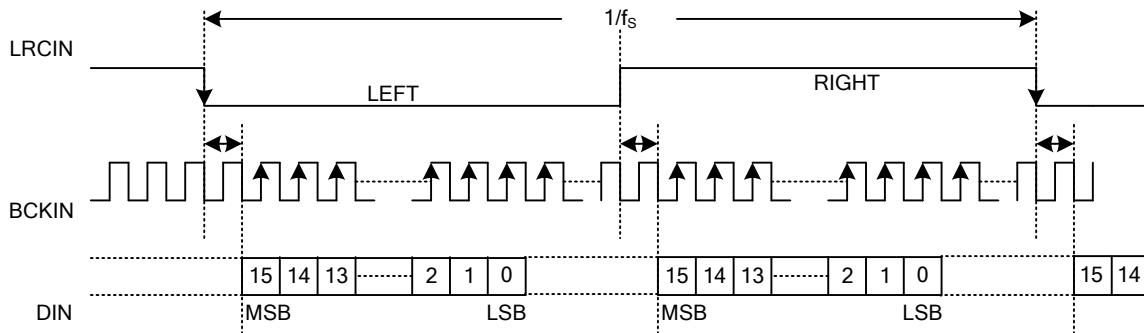 1/fS
LRCIN
LEFT
RIGHT
BCKIN
15 14 13 2 1 0 15 14 13 2 1 0 15 14
DIN
MSB LSB MSB LSB